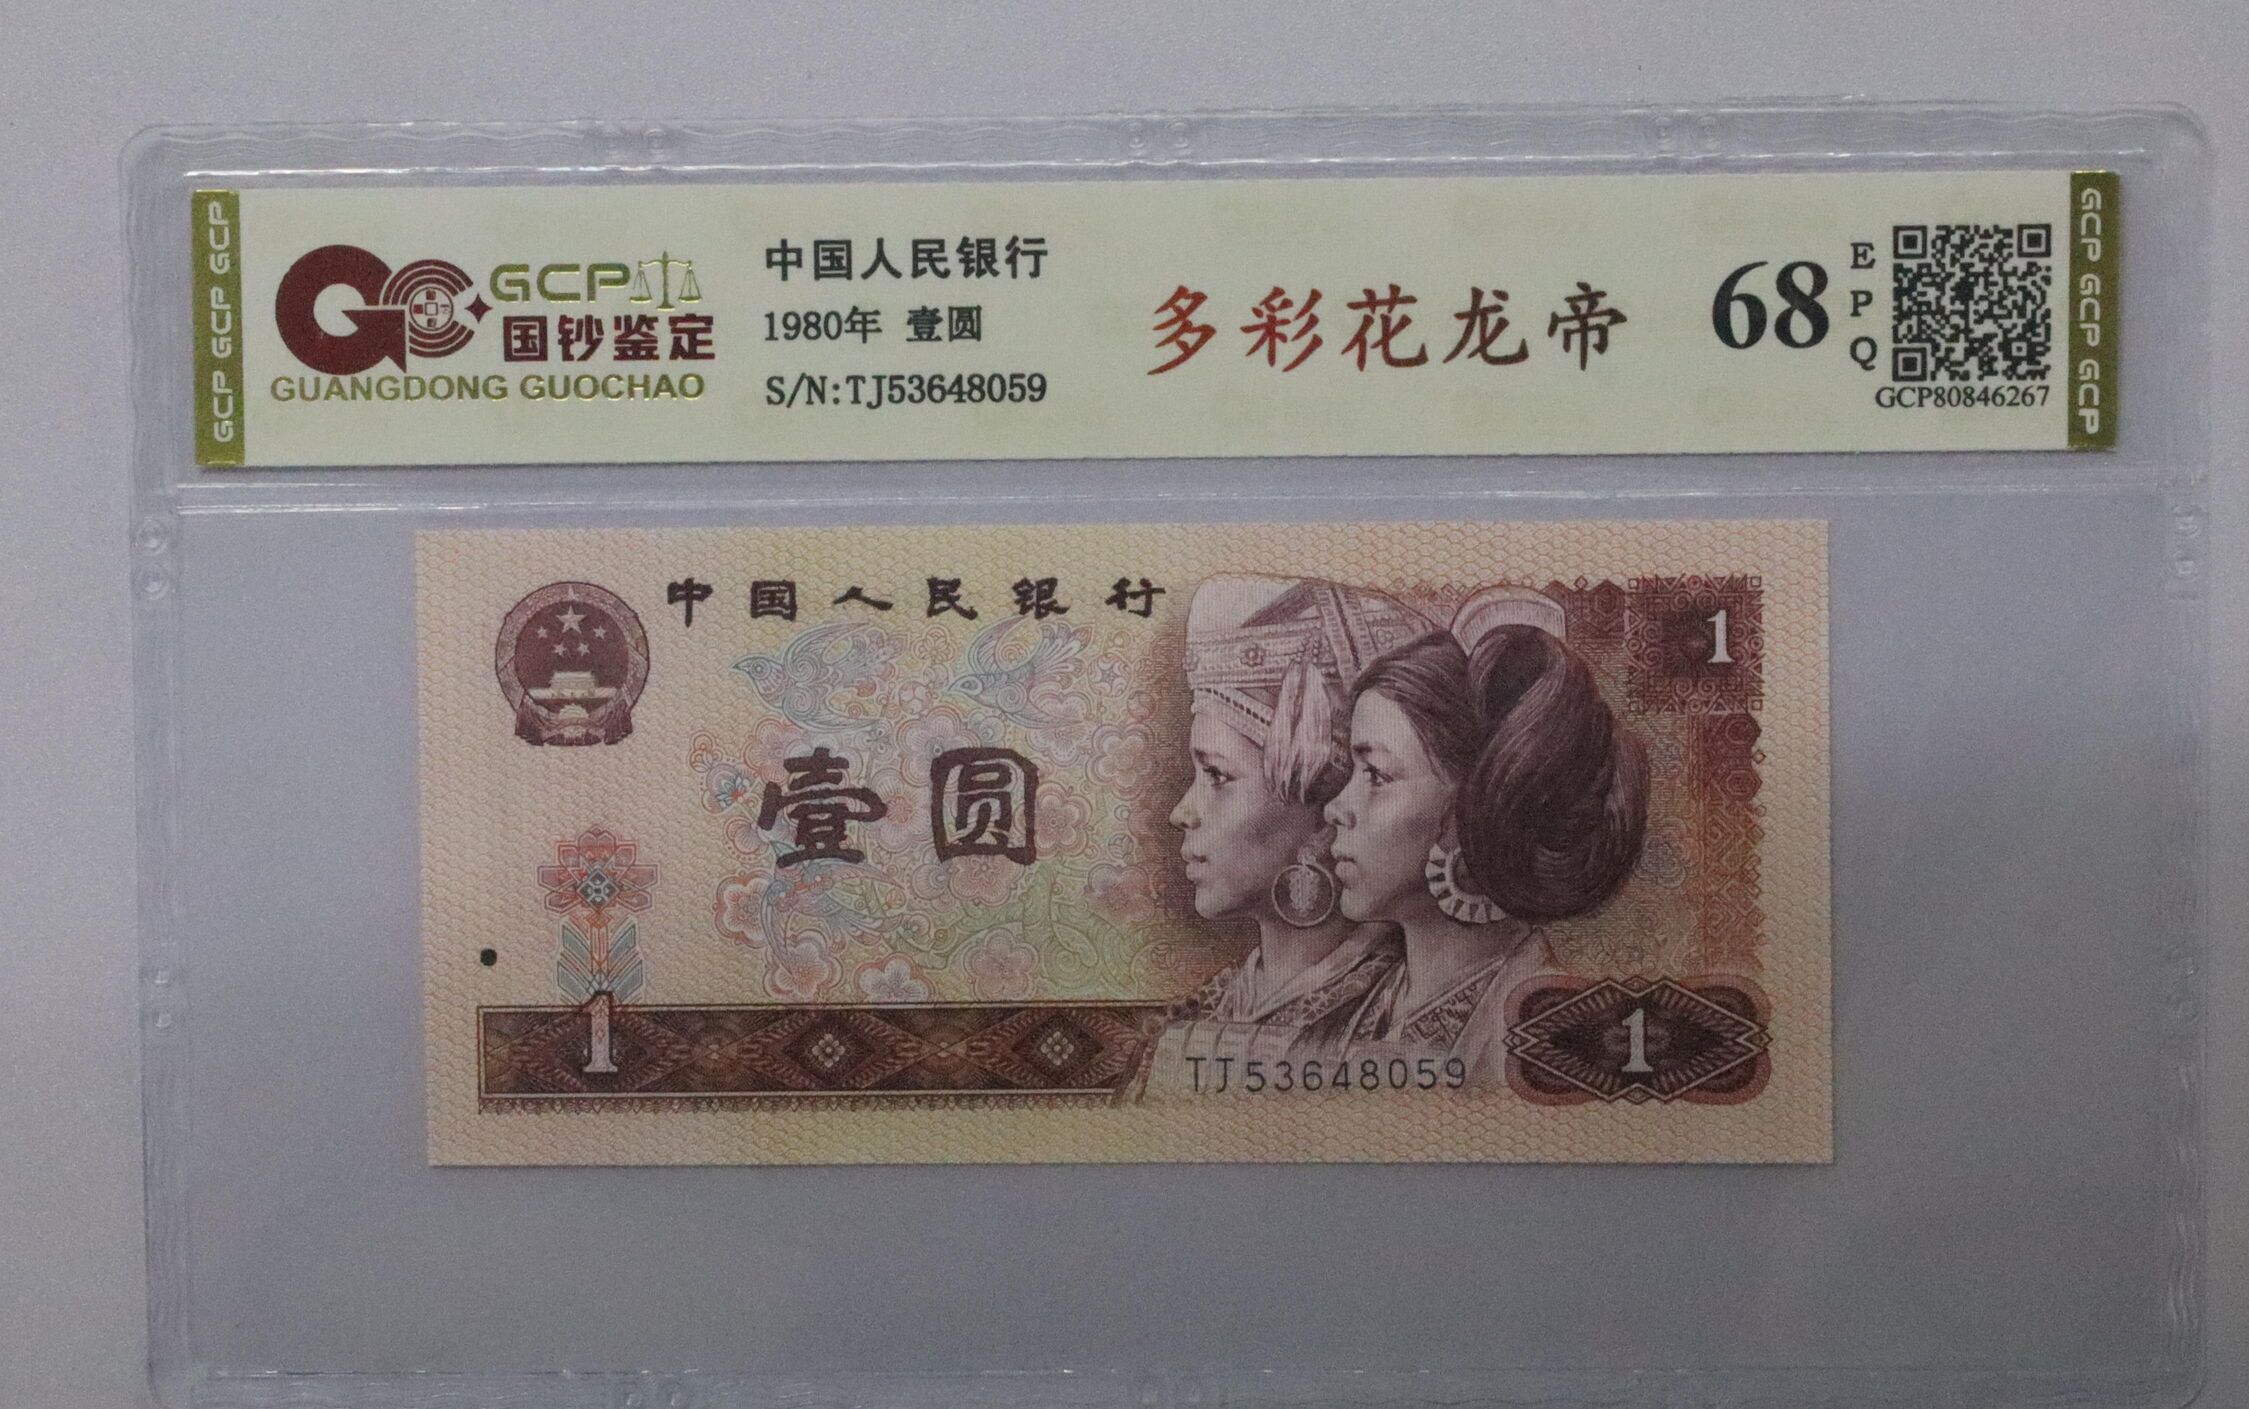 GCP GCP GCP
GCP
国钞鉴定
GUANGDONG GUOCHAO
中国人民银行
1980年 壹圆
S/N:TJ53648059
多彩花龙帝
68
EPQ
GCP80846267
GCP GCP GCP
中国人民银行
1
壹圆
1
TJ53648059
1